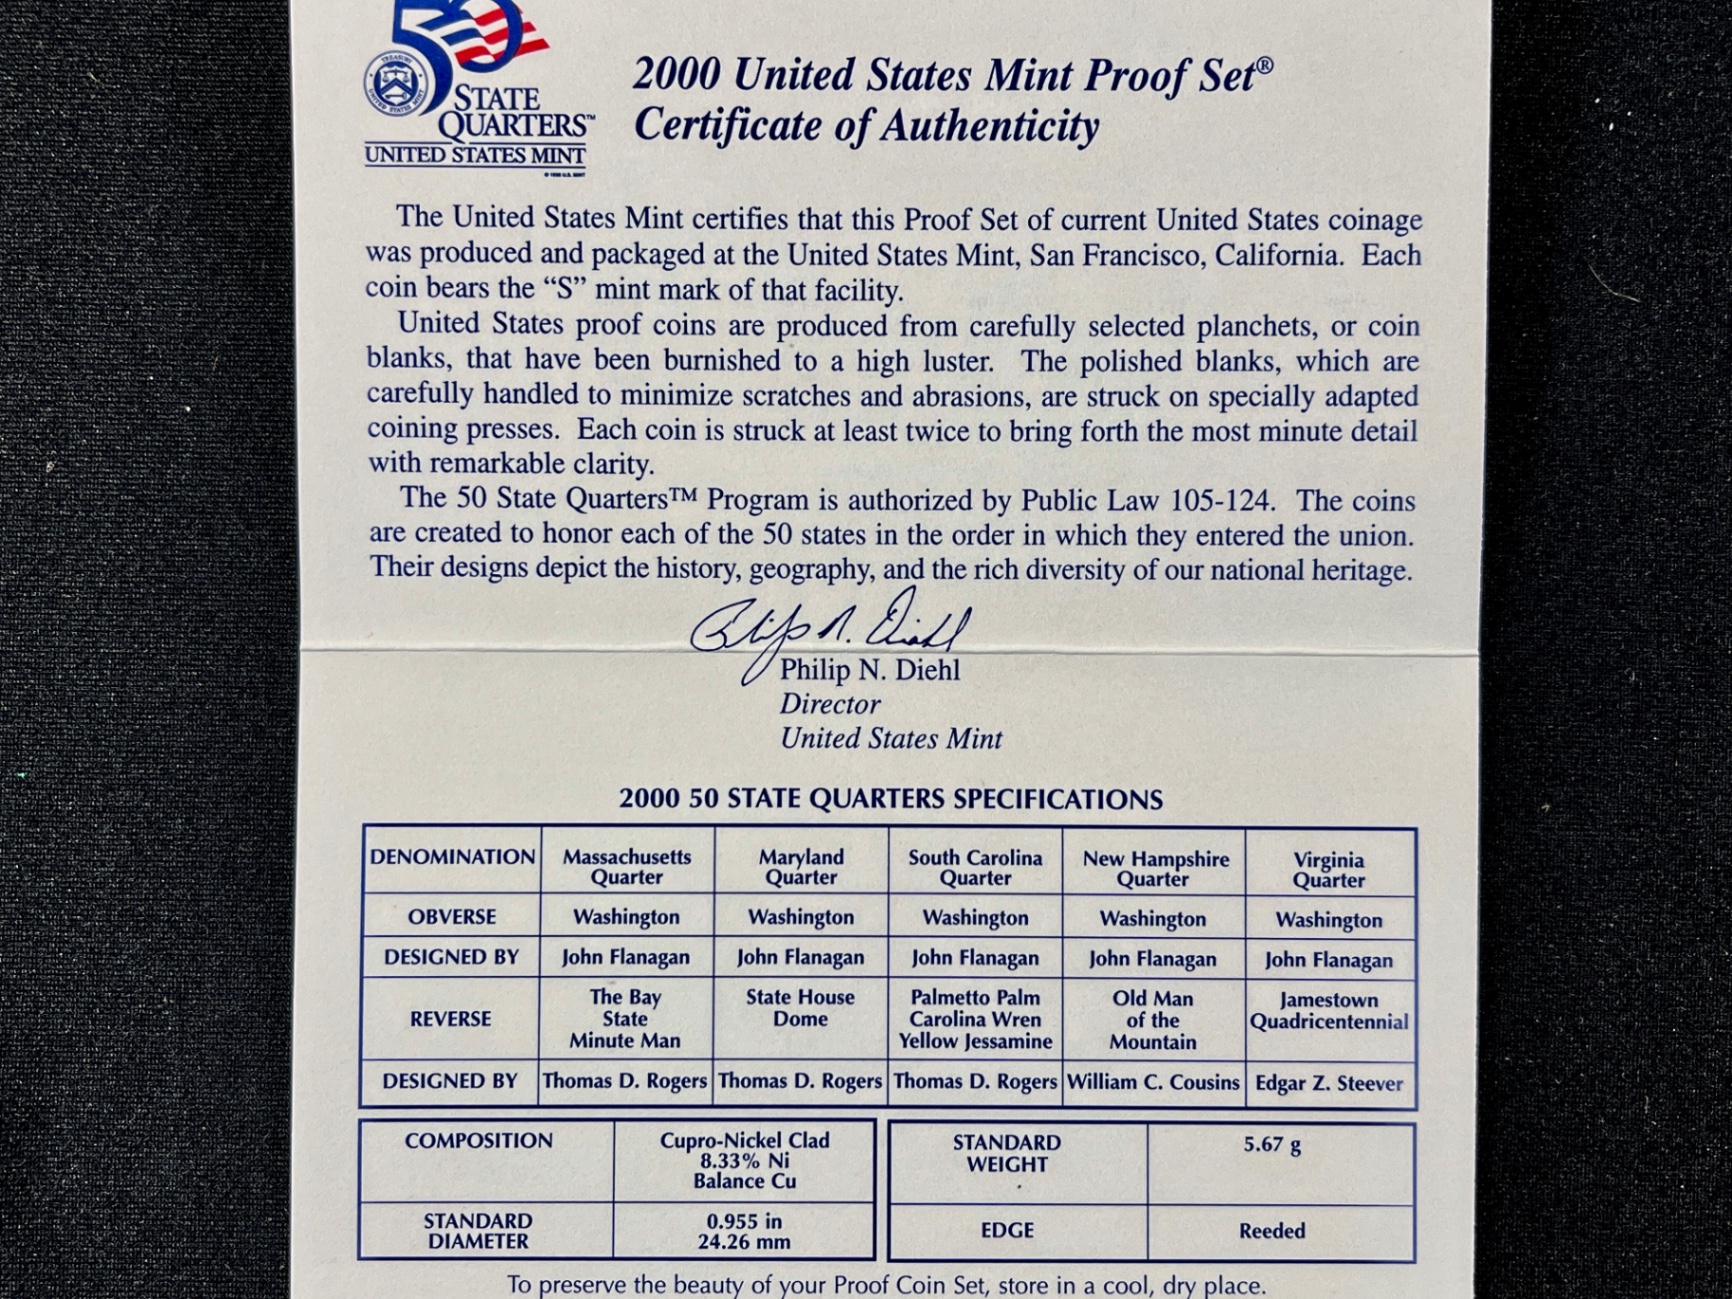 50
STATE
QUARTERS™
UNITED STATES MINT
2000 United States Mint Proof Set®
Certificate of Authenticity
The United States Mint certifies that this Proof Set of current United States coinage
was produced and packaged at the United States Mint, San Francisco, California. Each
coin bears the “S” mint mark of that facility.
United States proof coins are produced from carefully selected planchets, or coin
blanks, that have been burnished to a high luster. The polished blanks, which are
carefully handled to minimize scratches and abrasions, are struck on specially adapted
coining presses. Each coin is struck at least twice to bring forth the most minute detail
with remarkable clarity.
The 50 State Quarters™ Program is authorized by Public Law 105-124. The coins
are created to honor each of the 50 states in the order in which they entered the union.
Their designs depict the history, geography, and the rich diversity of our national heritage.
Philip N. Diehl
Philip N. Diehl
Director
United States Mint
2000 50 STATE QUARTERS SPECIFICATIONS
DENOMINATION Massachusetts Quarter Maryland Quarter South Carolina Quarter New Hampshire Quarter Virginia Quarter
OBVERSE Washington Washington Washington Washington Washington
DESIGNED BY John Flanagan John Flanagan John Flanagan John Flanagan John Flanagan
REVERSE The Bay State Minute Man State House Dome Palmetto Palm Carolina Wren Yellow Jessamine Old Man of the Mountain Jamestown Quadricentennial
DESIGNED BY Thomas D. Rogers Thomas D. Rogers Thomas D. Rogers William C. Cousins Edgar Z. Steever
COMPOSITION Cupro-Nickel Clad 8.33% Ni Balance Cu STANDARD WEIGHT 5.67 g
STANDARD DIAMETER 0.955 in 24.26 mm EDGE Reeded
To preserve the beauty of your Proof Coin Set, store in a cool, dry place.